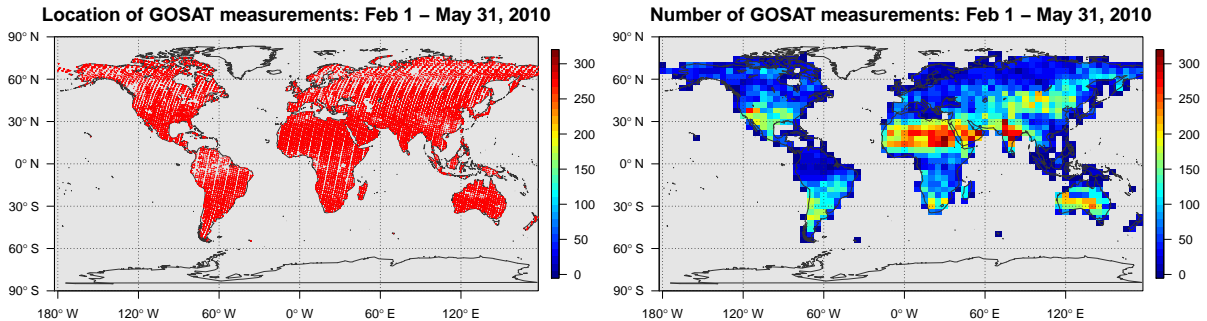 Location of GOSAT measurements: Feb 1 − May 31, 2010
90° N
60° N
30° N
0° N
30° S
60° S
90° S
180° W
120° W
60° W
0° W
60° E
120° E
300
250
200
150
100
50
0
Number of GOSAT measurements: Feb 1 − May 31, 2010
90° N
60° N
30° N
0° N
30° S
60° S
90° S
180° W
120° W
60° W
0° W
60° E
120° E
300
250
200
150
100
50
0